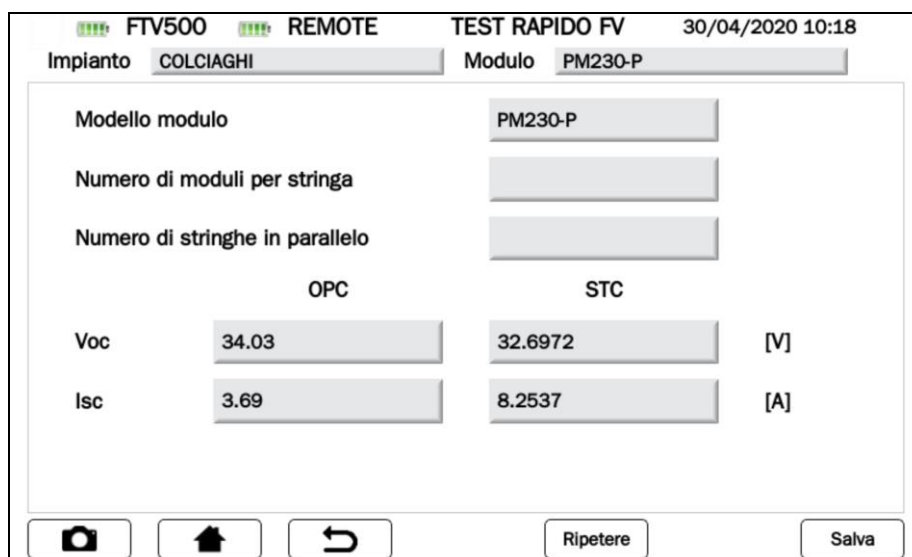 FTV500 REMOTE TEST RAPIDO FV 30/04/2020 10:18
Impianto COLCIAGHI Modulo PM230-P
Modello modulo PM230-P
Numero di moduli per stringa
Numero di stringhe in parallelo
OPC STC
Voc 34.03 32.6972 [V]
Isc 3.69 8.2537 [A]
Ripetere Salva